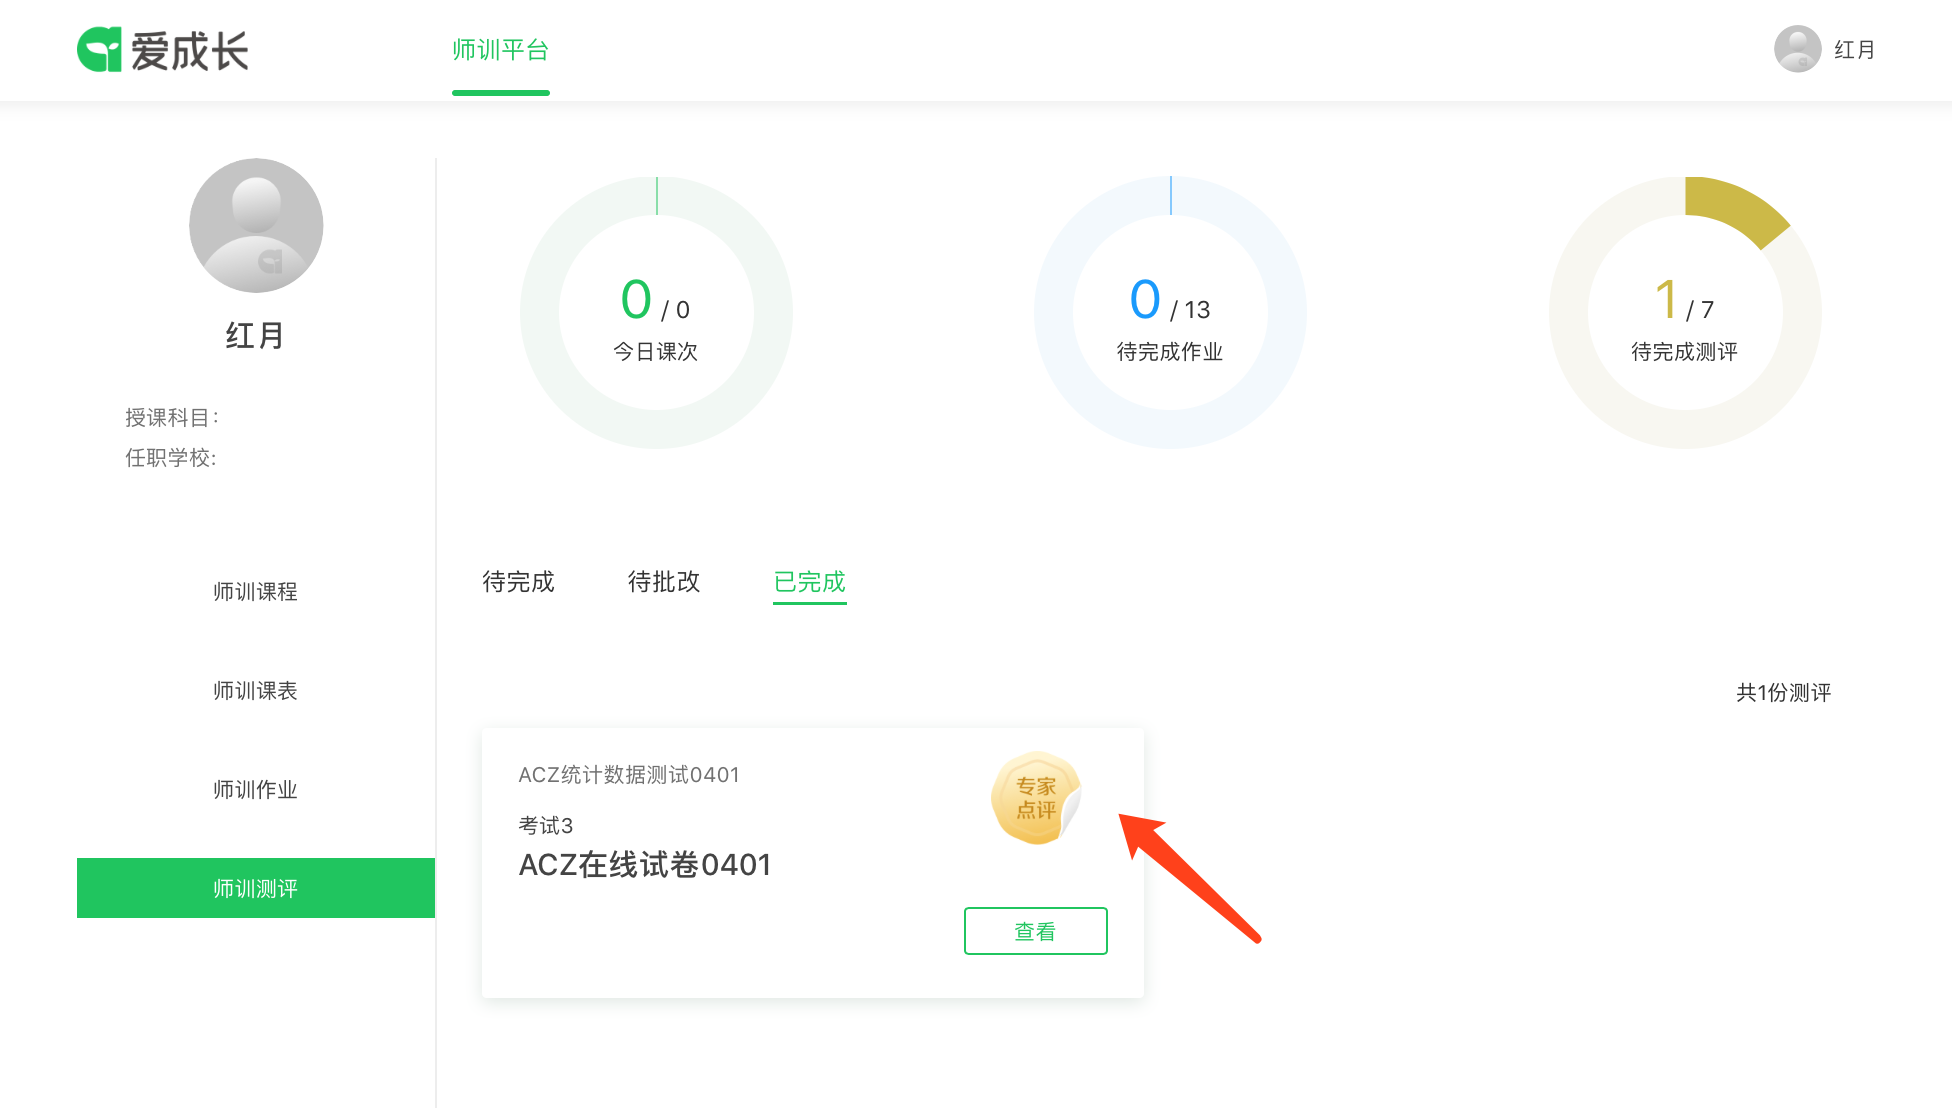 爱成长
师训平台
红月
红月
授课科目：
任职学校:
师训课程
师训课表
师训作业
师训测评
0 / 0
今日课次
0 / 13
待完成作业
1 / 7
待完成测评
待完成
待批改
已完成
共1份测评
ACZ统计数据测试0401
考试3
ACZ在线试卷0401
专家
点评
查看